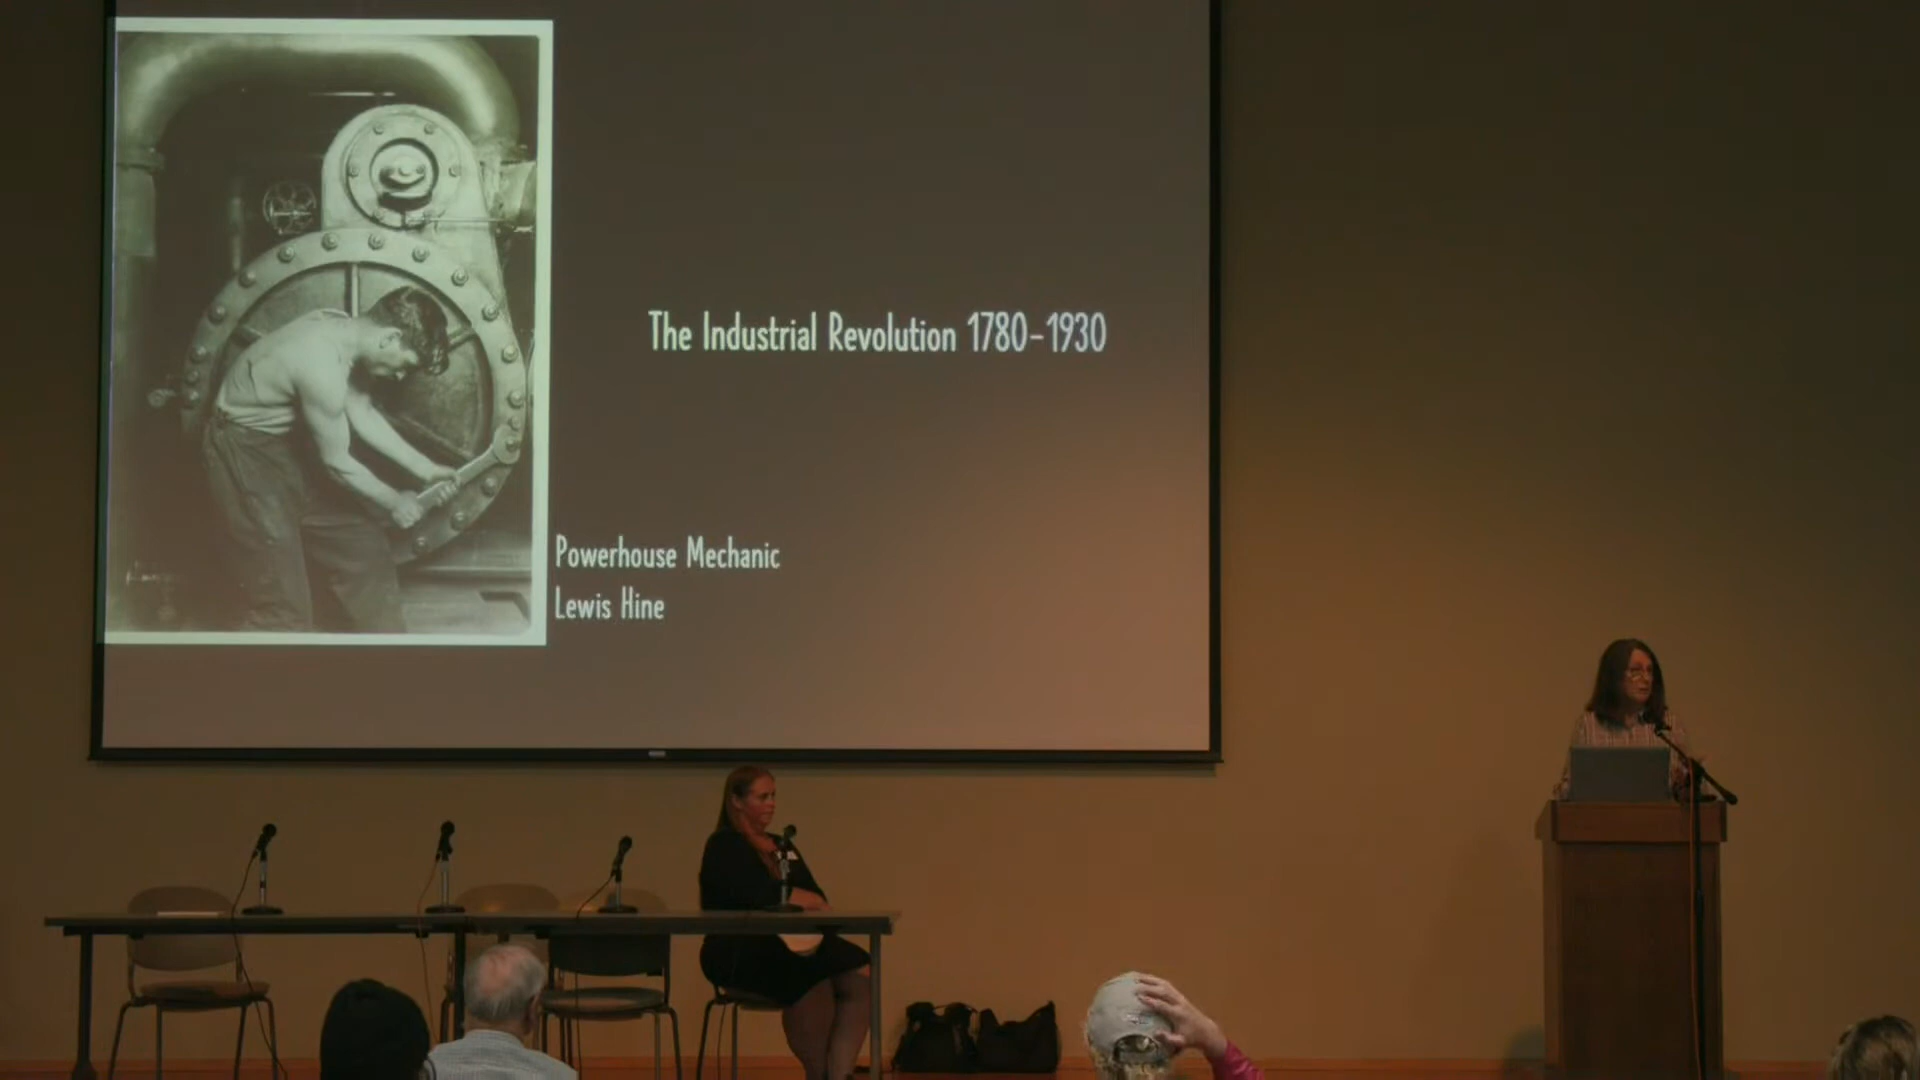 The Industrial Revolution 1780-1930
Powerhouse Mechanic
Lewis Hine